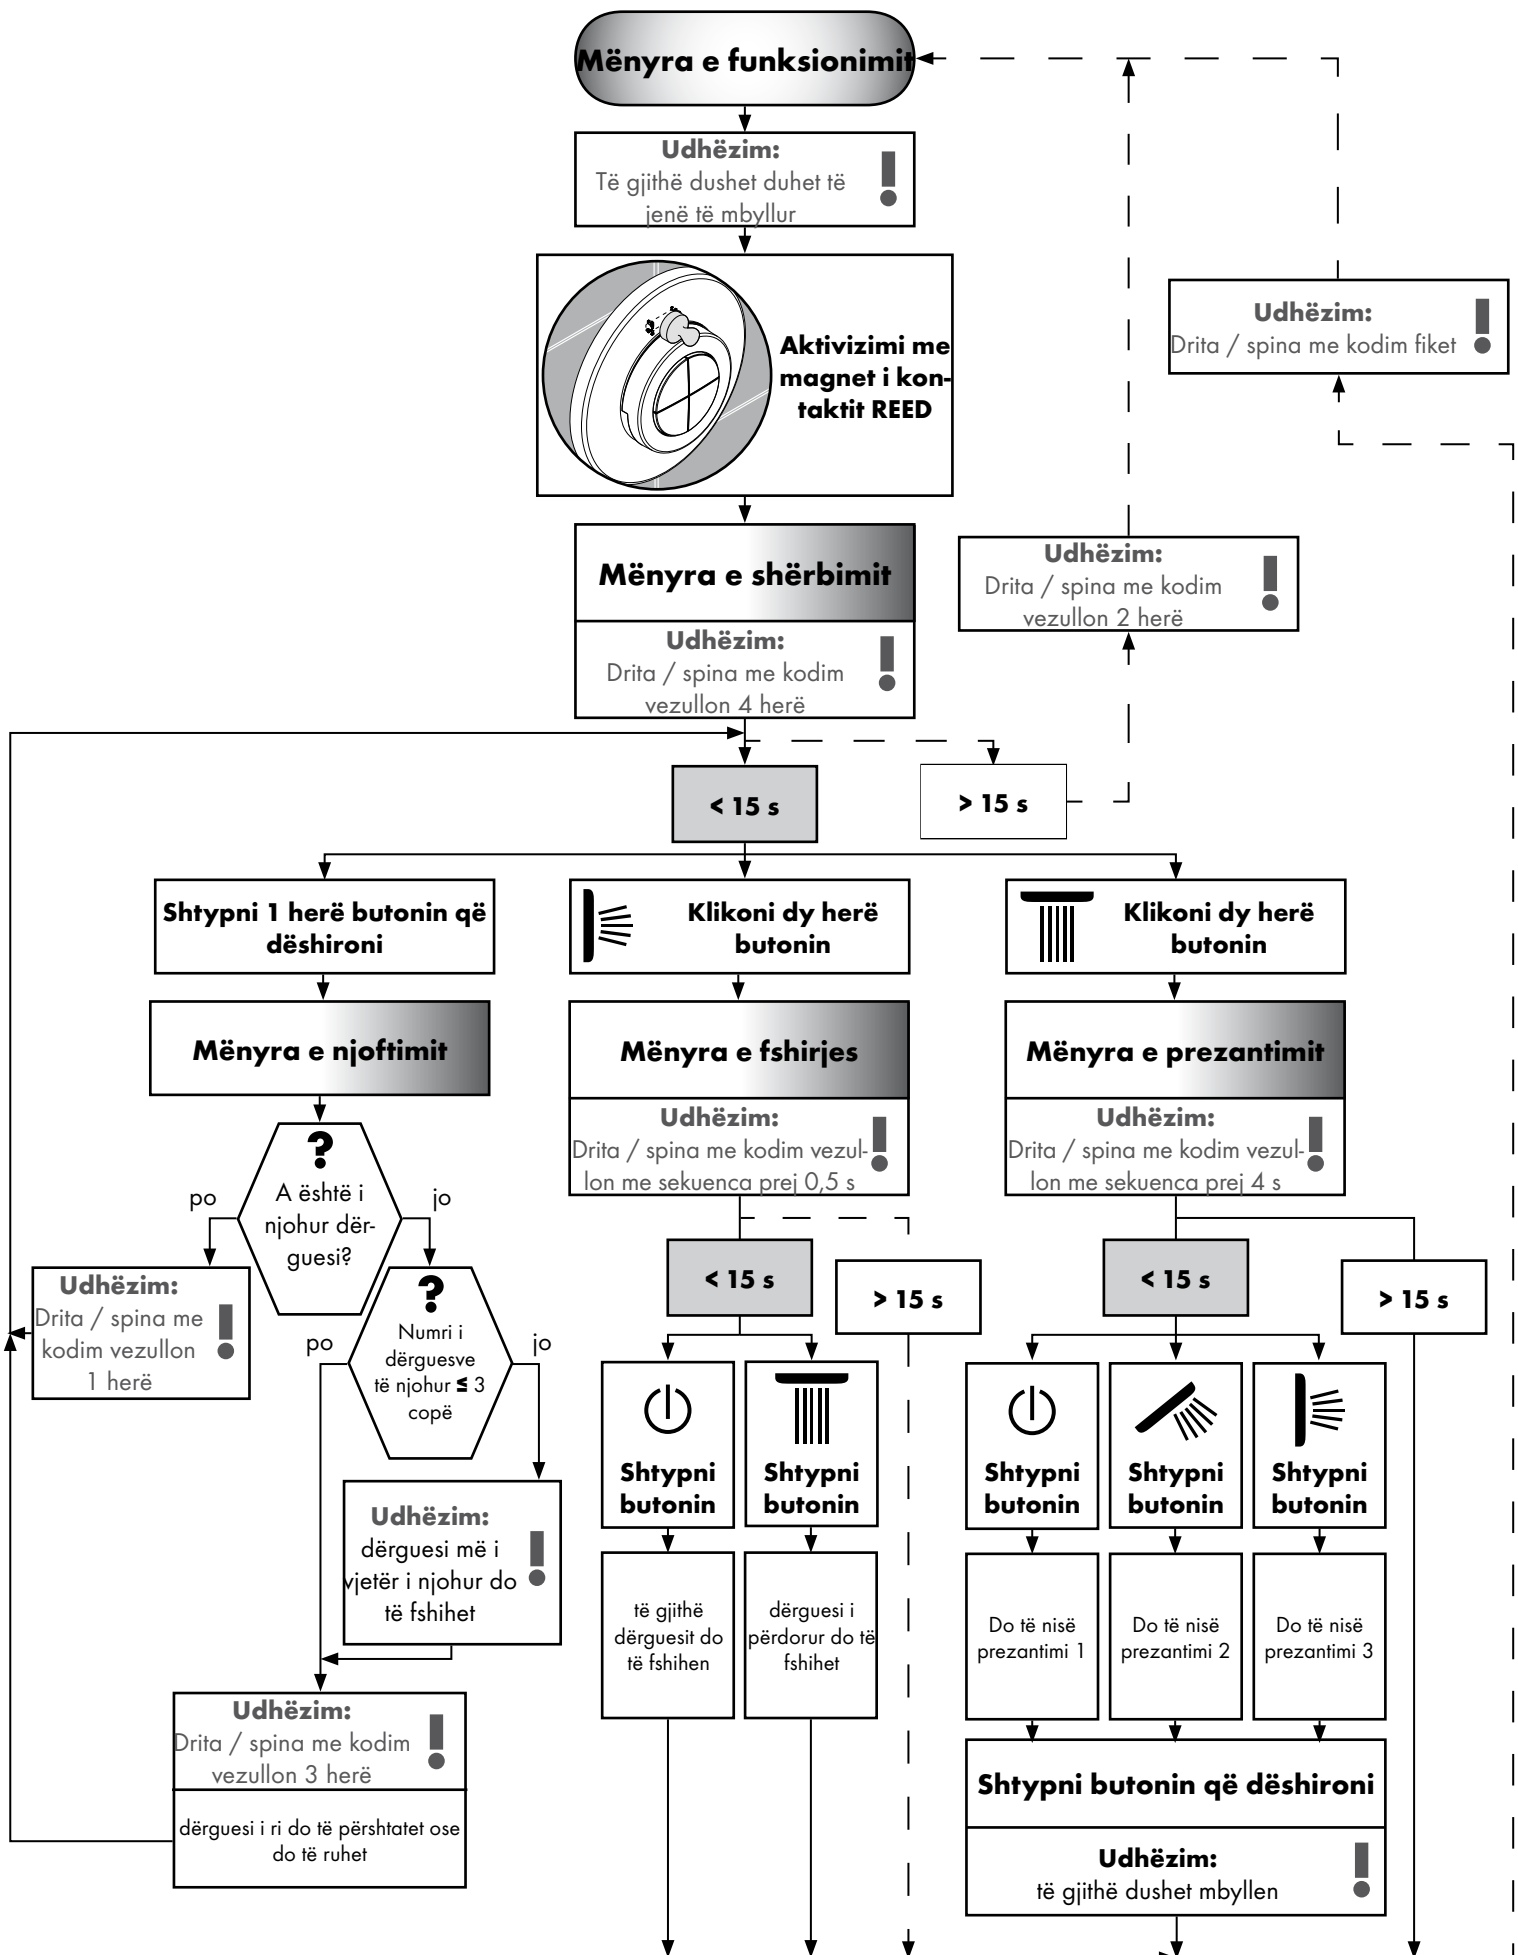 Mënyra e funksionimit
Udhëzim:
Të gjithë dushet duhet të
jenë të mbyllur
Aktivizimi me
magnet i kon-
taktit REED
Udhëzim:
Drita / spina me kodim fiket
Mënyra e shërbimit
Udhëzim:
Drita / spina me kodim
vezullon 4 herë
Udhëzim:
Drita / spina me kodim
vezullon 2 herë
< 15 s
> 15 s
Shtypni 1 herë butonin që
dëshironi
Klikoni dy herë
butonin
Klikoni dy herë
butonin
Mënyra e njoftimit
Mënyra e fshirjes
Udhëzim:
Drita / spina me kodim vezul-
lon me sekuenca prej 0,5 s
Mënyra e prezantimit
Udhëzim:
Drita / spina me kodim vezul-
lon me sekuenca prej 4 s
?
A është i
njohur dër-
guesi?
po
jo
Udhëzim:
Drita / spina me
kodim vezullon
1 herë
?
Numri i
dërguesve
të njohur ≤ 3
copë
po
jo
Udhëzim:
dërguesi më i
vjetër i njohur do
të fshihet
Udhëzim:
Drita / spina me kodim
vezullon 3 herë
dërguesi i ri do të përshtatet ose
do të ruhet
< 15 s
> 15 s
Shtypni
butonin
Shtypni
butonin
të gjithë
dërguesit do
të fshihen
dërguesi i
përdorur do të
fshihet
< 15 s
> 15 s
Shtypni
butonin
Shtypni
butonin
Shtypni
butonin
Do të nisë
prezantimi 1
Do të nisë
prezantimi 2
Do të nisë
prezantimi 3
Shtypni butonin që dëshironi
Udhëzim:
të gjithë dushet mbyllen